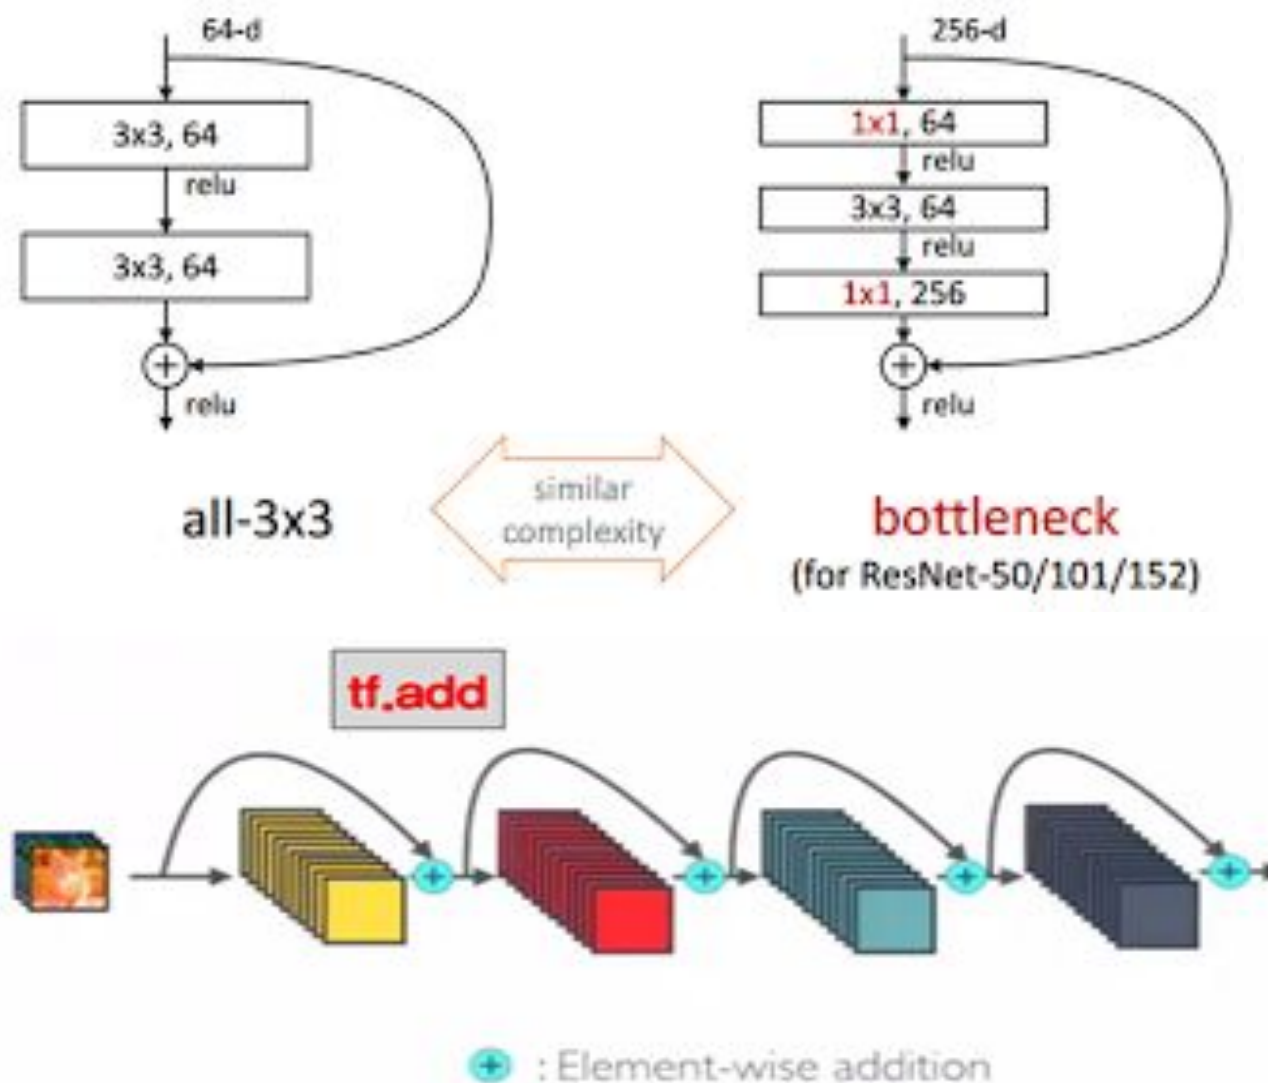 64-d
3x3, 64
relu
3x3, 64
relu
all-3x3
similar
complexity
256-d
1x1, 64
relu
3x3, 64
relu
1x1, 256
relu
bottleneck
(for ResNet-50/101/152)
tf.add
: Element-wise addition